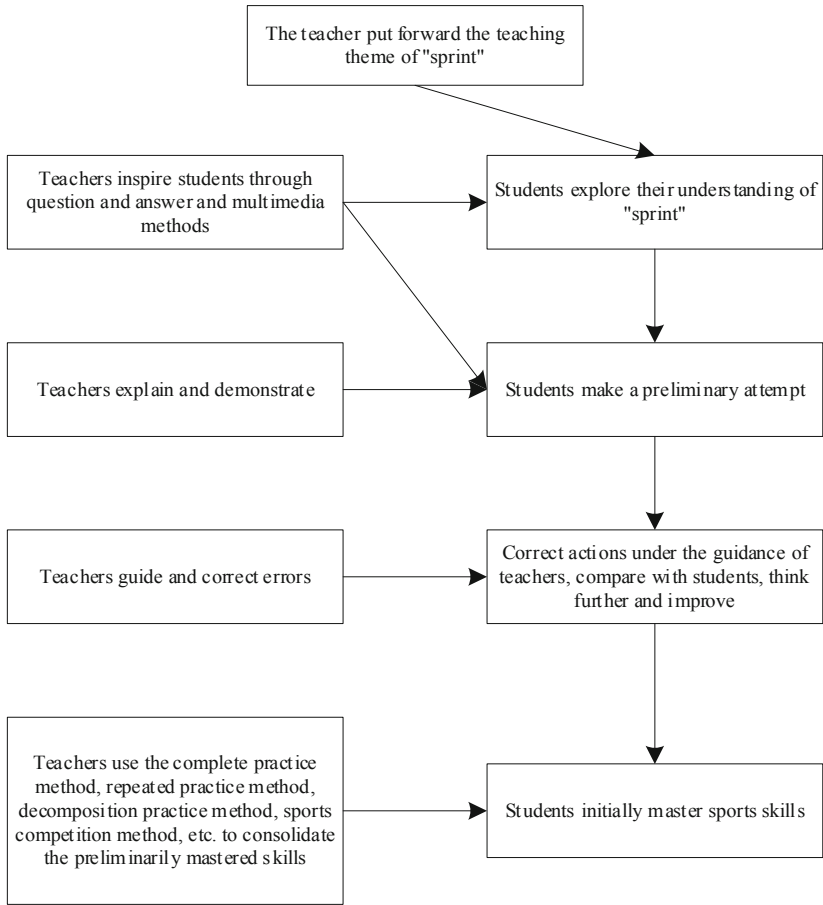 The teacher put forward the teaching
theme of "sprint"
Teachers inspire students through
question and answer and multimedia
methods
Students explore their understanding of
"sprint"
Teachers explain and demonstrate
Students make a preliminary attempt
Teachers guide and correct errors
Correct actions under the guidance of
teachers, compare with students, think
further and improve
Teachers use the complete practice
method, repeated practice method,
decomposition practice method, sports
competition method, etc. to consolidate
the preliminarily mastered skills
Students initially master sports skills